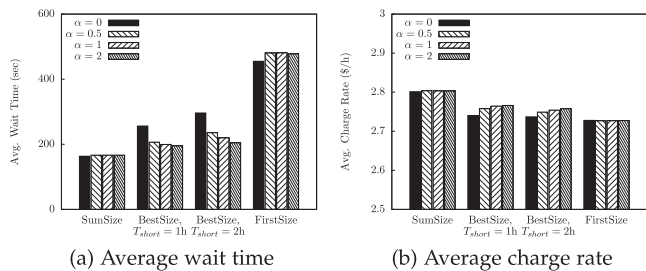 600
400
200
0
Avg. Wait Time (sec)
α = 0
α = 0.5
α = 1
α = 2
SumSize
BestSize,
T_short = 1h
BestSize,
T_short = 2h
FirstSize
(a) Average wait time
3
2.9
2.8
2.7
2.6
2.5
Avg. Charge Rate ($/h)
α = 0
α = 0.5
α = 1
α = 2
SumSize
BestSize,
T_short = 1h
BestSize,
T_short = 2h
FirstSize
(b) Average charge rate